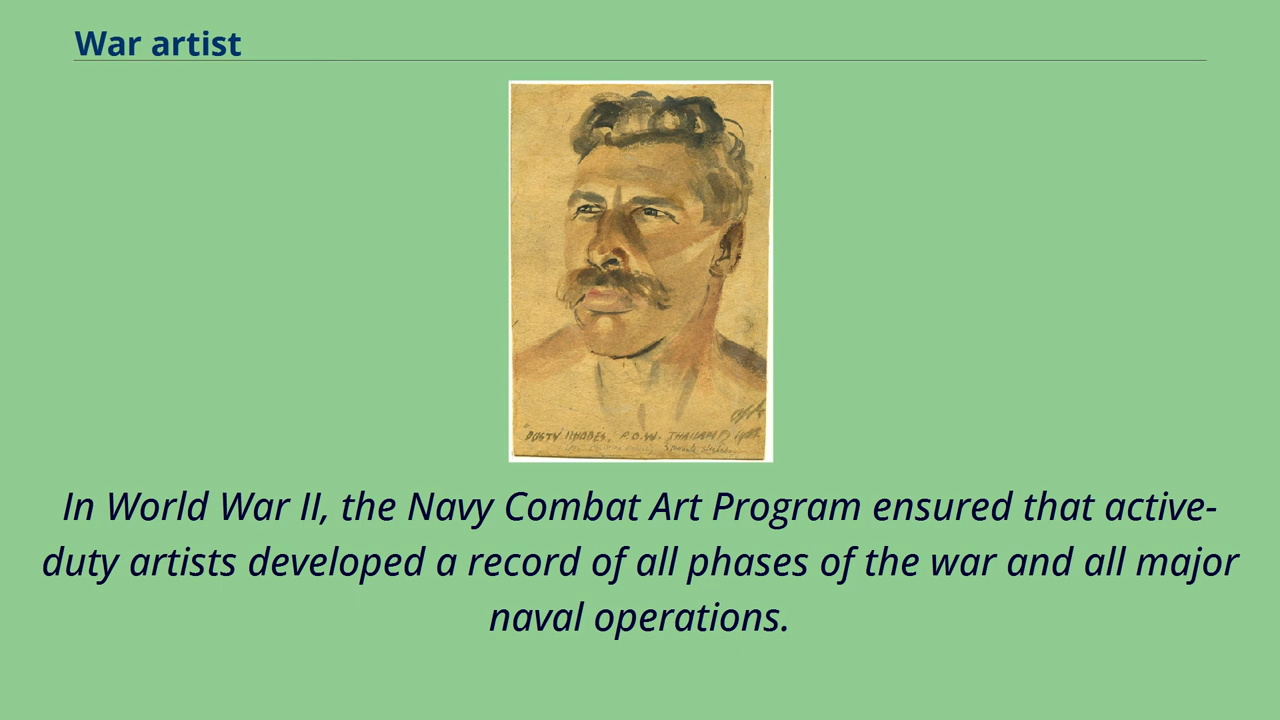 War artist
"DUSTY" RHODES, P.O.W. THAILAND
In World War II, the Navy Combat Art Program ensured that active-
duty artists developed a record of all phases of the war and all major
naval operations.